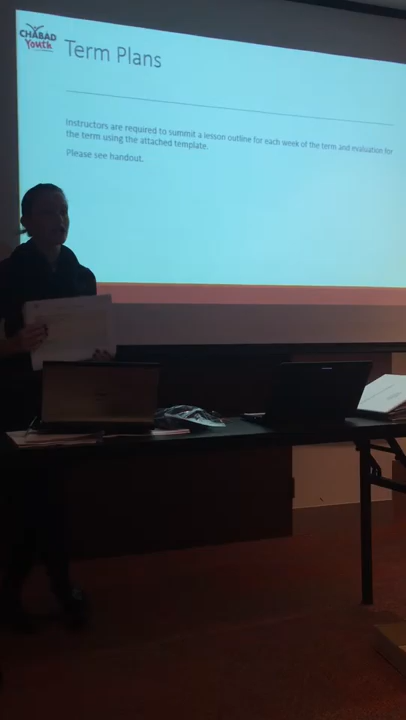 CHABAD
Youth
Term Plans
Instructors are required to summit a lesson outline for each week of the term and evaluation for
the term using the attached template.
Please see handout.